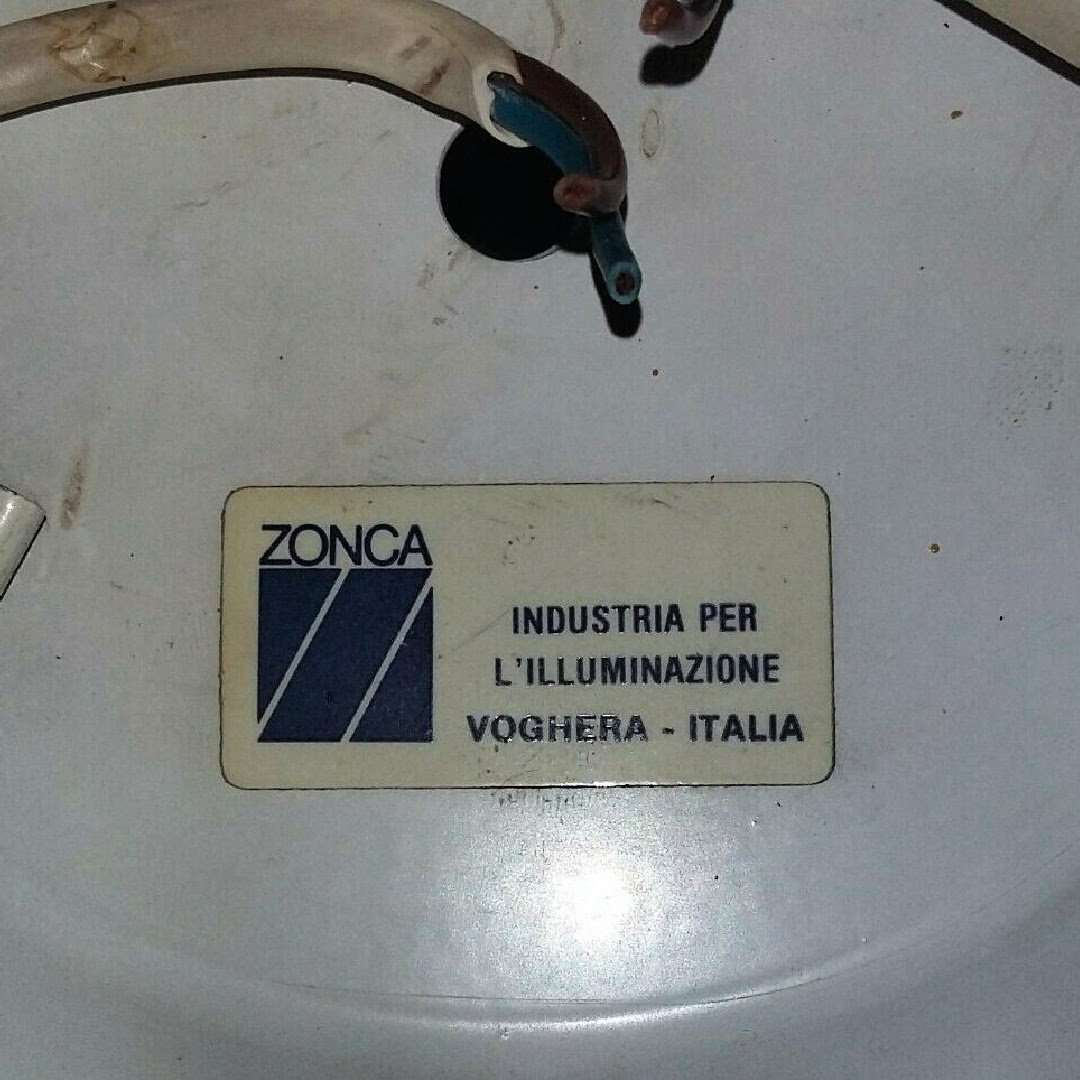 ZONCA
INDUSTRIA PER
L'ILLUMINAZIONE
VOGHERA - ITALIA